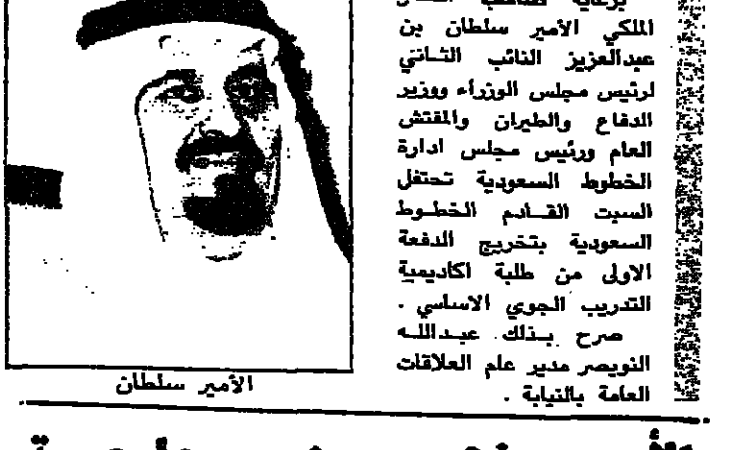 برعاية صاحب
الملكي الأمير سلطان بن
عبدالعزيز النائب الثاني
لرئيس مجلس الوزراء ووزير
الدفاع والطيران والمفتش
العام ورئيس مجلس ادارة
الخطوط السعودية تحتفل
السبت القادم الخطوط
السعودية بتخريج الدفعة
الاولى من طلبة اكاديمية
التدريب الجوي الاساسي .
صرح بذلك عبدالله
النويصر مدير عام العلاقات
العامة بالنيابة .
الأمير سلطان